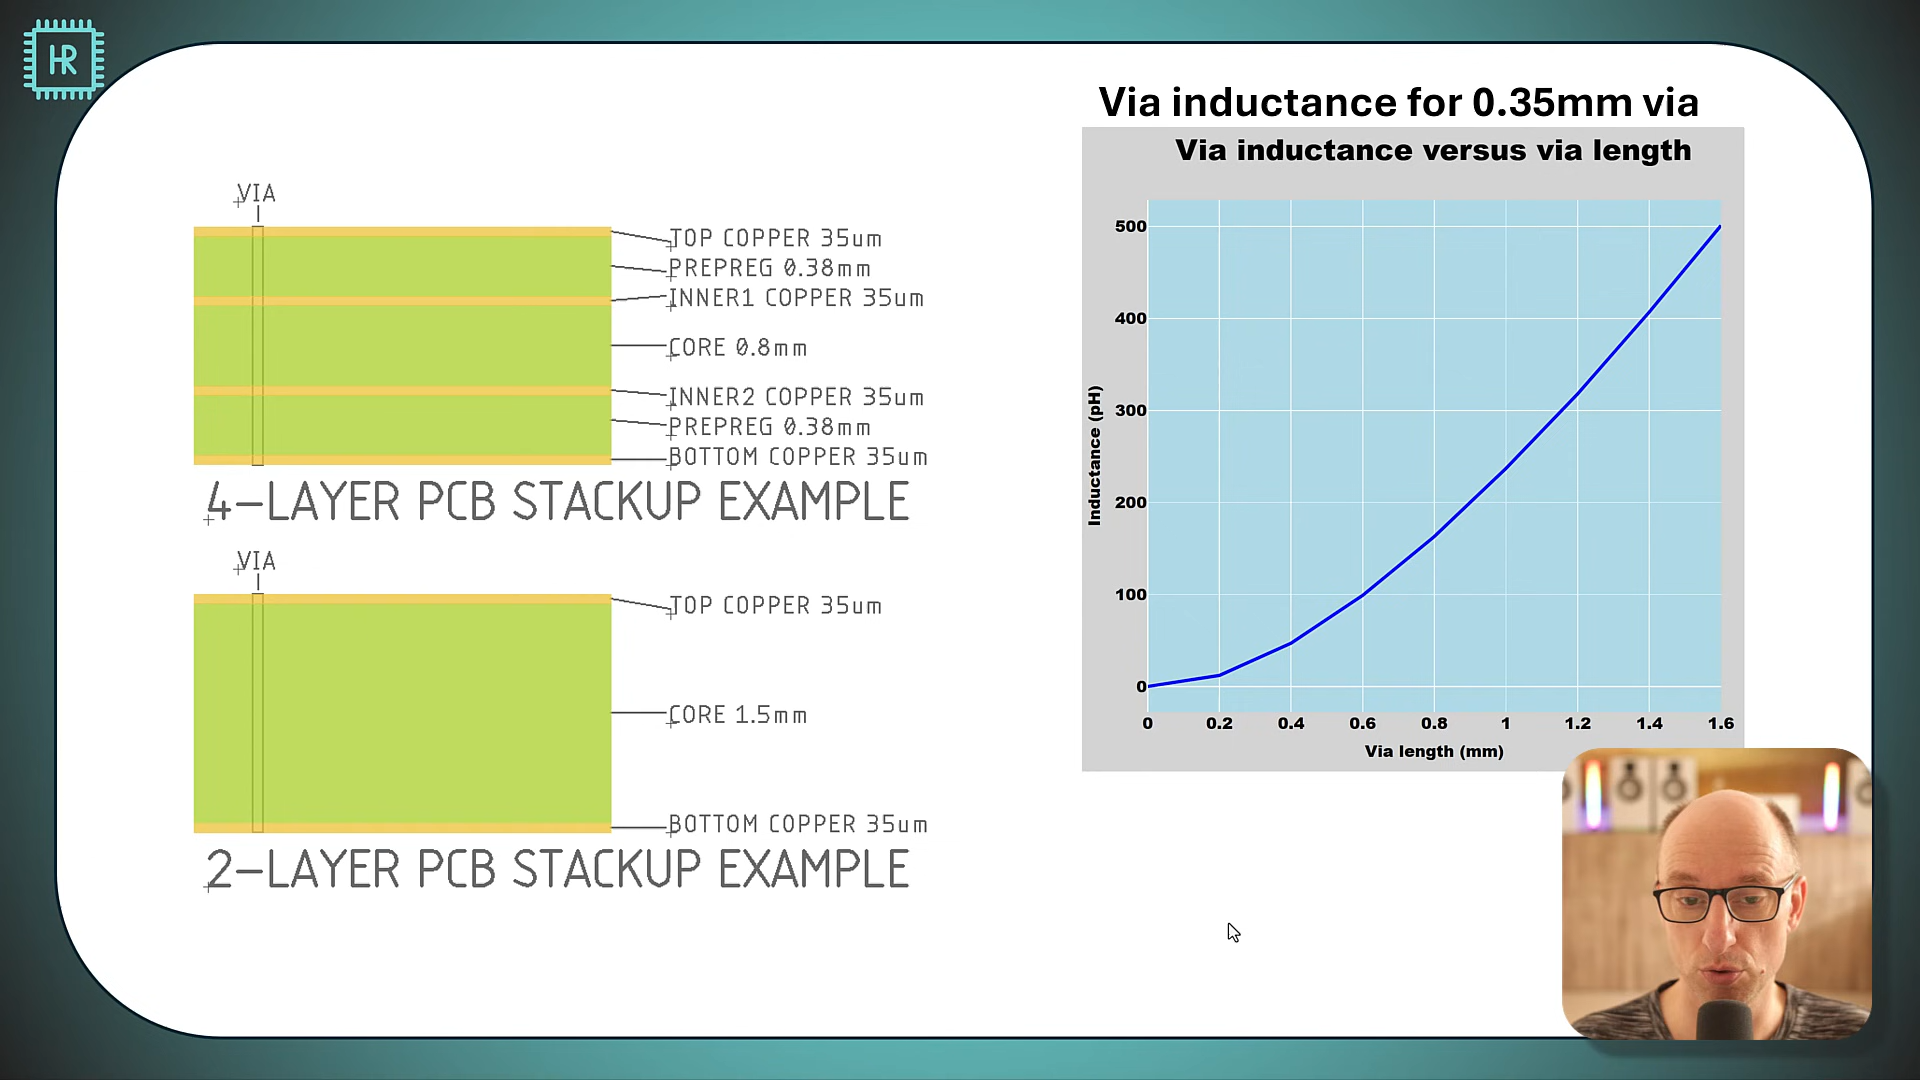 HR
VIA
TOP COPPER 35um
PREPREG 0.38mm
INNER1 COPPER 35um
CORE 0.8mm
INNER2 COPPER 35um
PREPREG 0.38mm
BOTTOM COPPER 35um
4-LAYER PCB STACKUP EXAMPLE
VIA
TOP COPPER 35um
CORE 1.5mm
BOTTOM COPPER 35um
2-LAYER PCB STACKUP EXAMPLE
Via inductance for 0.35mm via
Via inductance versus via length
Inductance (pH)
500
400
300
200
100
0
0 0.2 0.4 0.6 0.8 1 1.2 1.4 1.6
Via length (mm)